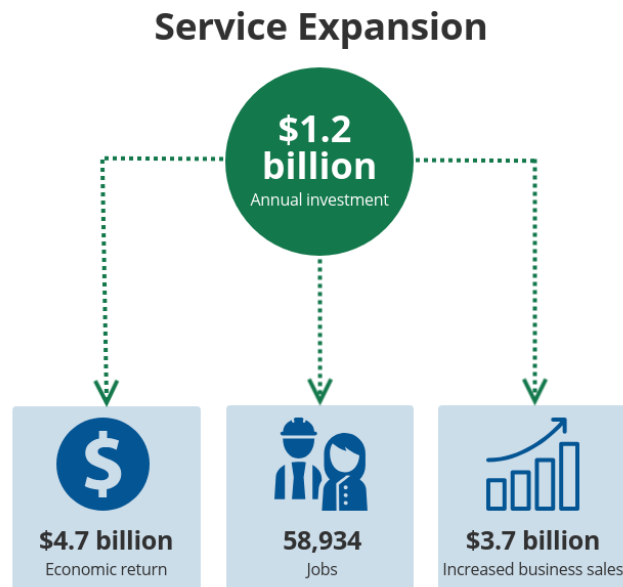 Service Expansion
$1.2
billion
Annual investment
$
$4.7 billion
Economic return
58,934
Jobs
$3.7 billion
Increased business sales